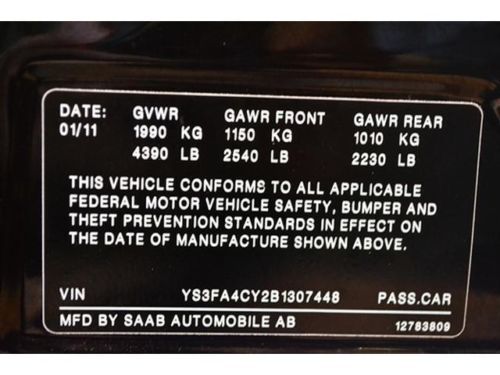 DATE: GVWR GAWR FRONT GAWR REAR
01/11 1990 KG 1150 KG 1010 KG
4390 LB 2540 LB 2230 LB
THIS VEHICLE CONFORMS TO ALL APPLICABLE
FEDERAL MOTOR VEHICLE SAFETY, BUMPER AND
THEFT PREVENTION STANDARDS IN EFFECT ON
THE DATE OF MANUFACTURE SHOWN ABOVE.
VIN YS3FA4CY2B1307448 PASS.CAR
MFD BY SAAB AUTOMOBILE AB 12783809